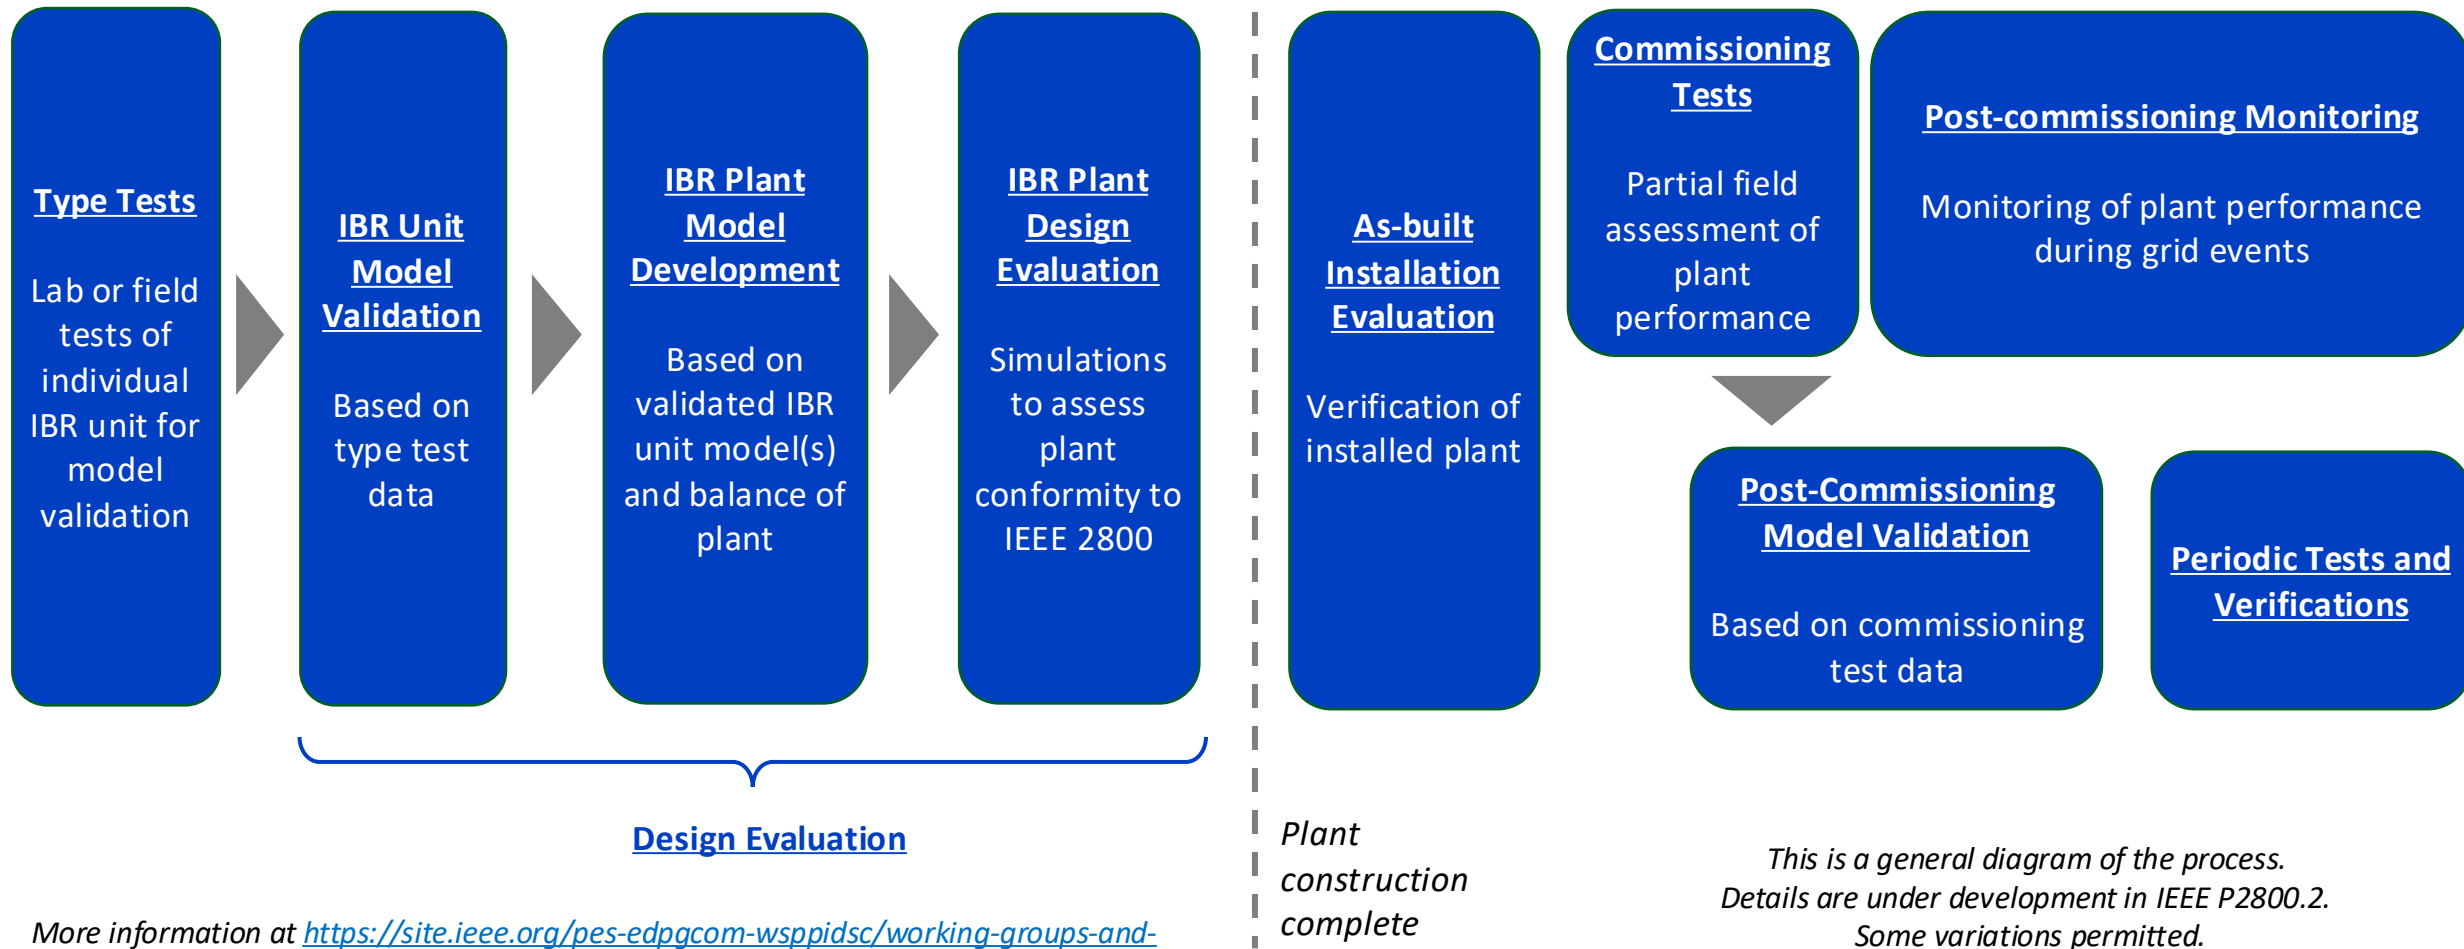 Type Tests
Lab or field
tests of
individual
IBR unit for
model
validation
IBR Unit
Model
Validation
Based on
type test
data
IBR Plant
Model
Development
Based on
validated IBR
unit model(s)
and balance of
plant
IBR Plant
Design
Evaluation
Simulations
to assess
plant
conformity to
IEEE 2800
Design Evaluation
As-built
Installation
Evaluation
Verification of
installed plant
Commissioning
Tests
Partial field
assessment of
plant
performance
Post-commissioning Monitoring
Monitoring of plant performance
during grid events
Post-Commissioning
Model Validation
Based on commissioning
test data
Periodic Tests and
Verifications
Plant
construction
complete
This is a general diagram of the process.
Details are under development in IEEE P2800.2.
Some variations permitted.
More information at https://site.ieee.org/pes-edpgcom-wsppidsc/working-groups-and-